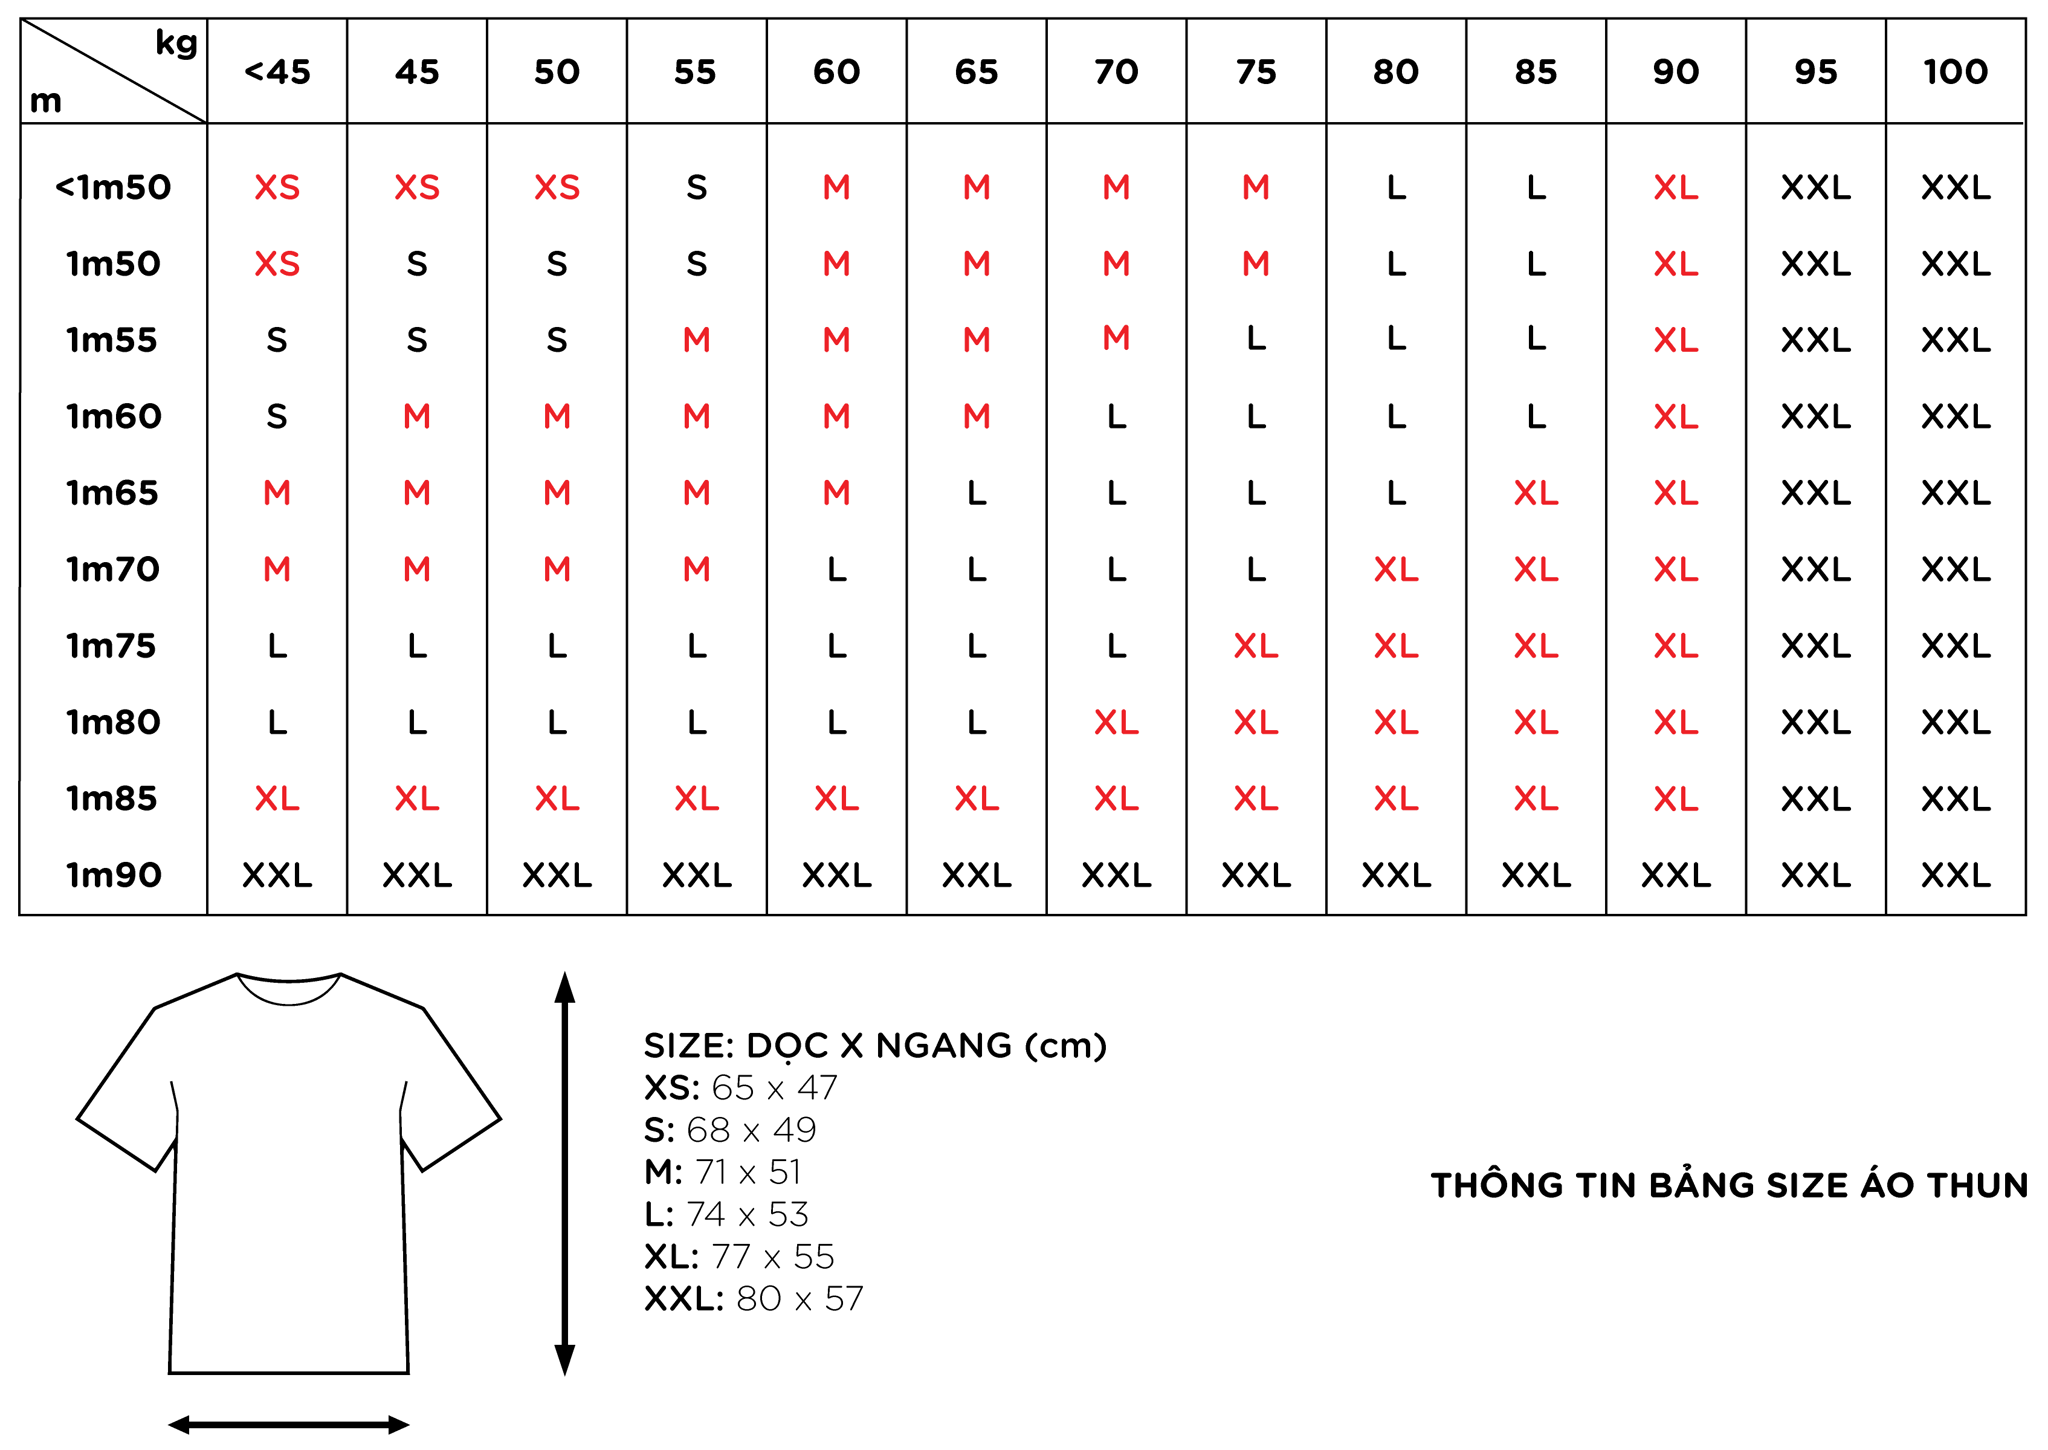 kg
m
<45 45 50 55 60 65 70 75 80 85 90 95 100
<1m50 XS XS XS S M M M M L L XL XXL XXL
1m50 XS S S S M M M M L L XL XXL XXL
1m55 S S S M M M M L L L XL XXL XXL
1m60 S M M M M M L L L L XL XXL XXL
1m65 M M M M M L L L L XL XL XXL XXL
1m70 M M M M L L L L XL XL XL XXL XXL
1m75 L L L L L L L XL XL XL XL XXL XXL
1m80 L L L L L L XL XL XL XL XL XXL XXL
1m85 XL XL XL XL XL XL XL XL XL XL XL XXL XXL
1m90 XXL XXL XXL XXL XXL XXL XXL XXL XXL XXL XXL XXL XXL
SIZE: DỌC X NGANG (cm)
XS: 65 x 47
S: 68 x 49
M: 71 x 51
L: 74 x 53
XL: 77 x 55
XXL: 80 x 57
THÔNG TIN BẢNG SIZE ÁO THUN